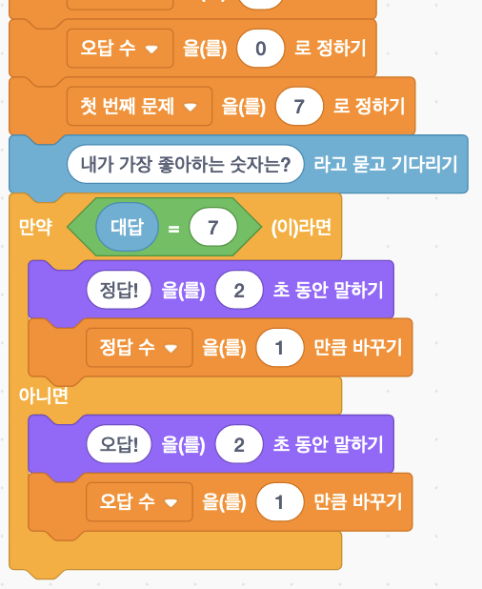 오답 수 을(를) 0 로 정하기
첫 번째 문제 을(를) 7 로 정하기
내가 가장 좋아하는 숫자는? 라고 묻고 기다리기
만약 대답 = 7 (이)라면
정답! 을(를) 2 초 동안 말하기
정답 수 을(를) 1 만큼 바꾸기
아니면
오답! 을(를) 2 초 동안 말하기
오답 수 을(를) 1 만큼 바꾸기